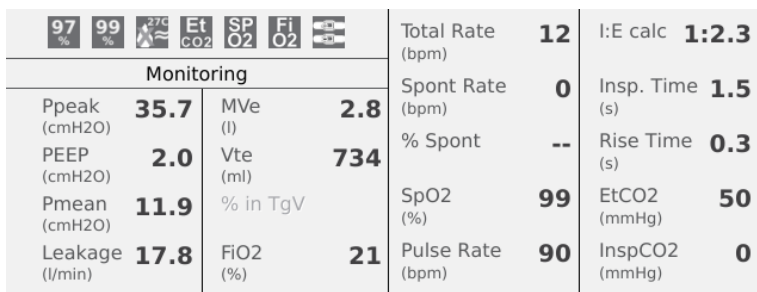 97 % 99 % 27C Et CO2 SP O2 Fi O2
Monitoring
Ppeak 35.7 MVe 2.8
(cmH2O) (l)
PEEP 2.0 Vte 734
(cmH2O) (ml)
Pmean 11.9 % in TgV
(cmH2O)
Leakage 17.8 FiO2 21
(l/min) (%)
Total Rate 12 I:E calc 1:2.3
(bpm)
Spont Rate 0 Insp. Time 1.5
(bpm) (s)
% Spont -- Rise Time 0.3
(s)
SpO2 99 EtCO2 50
(%) (mmHg)
Pulse Rate 90 InspCO2 0
(bpm) (mmHg)